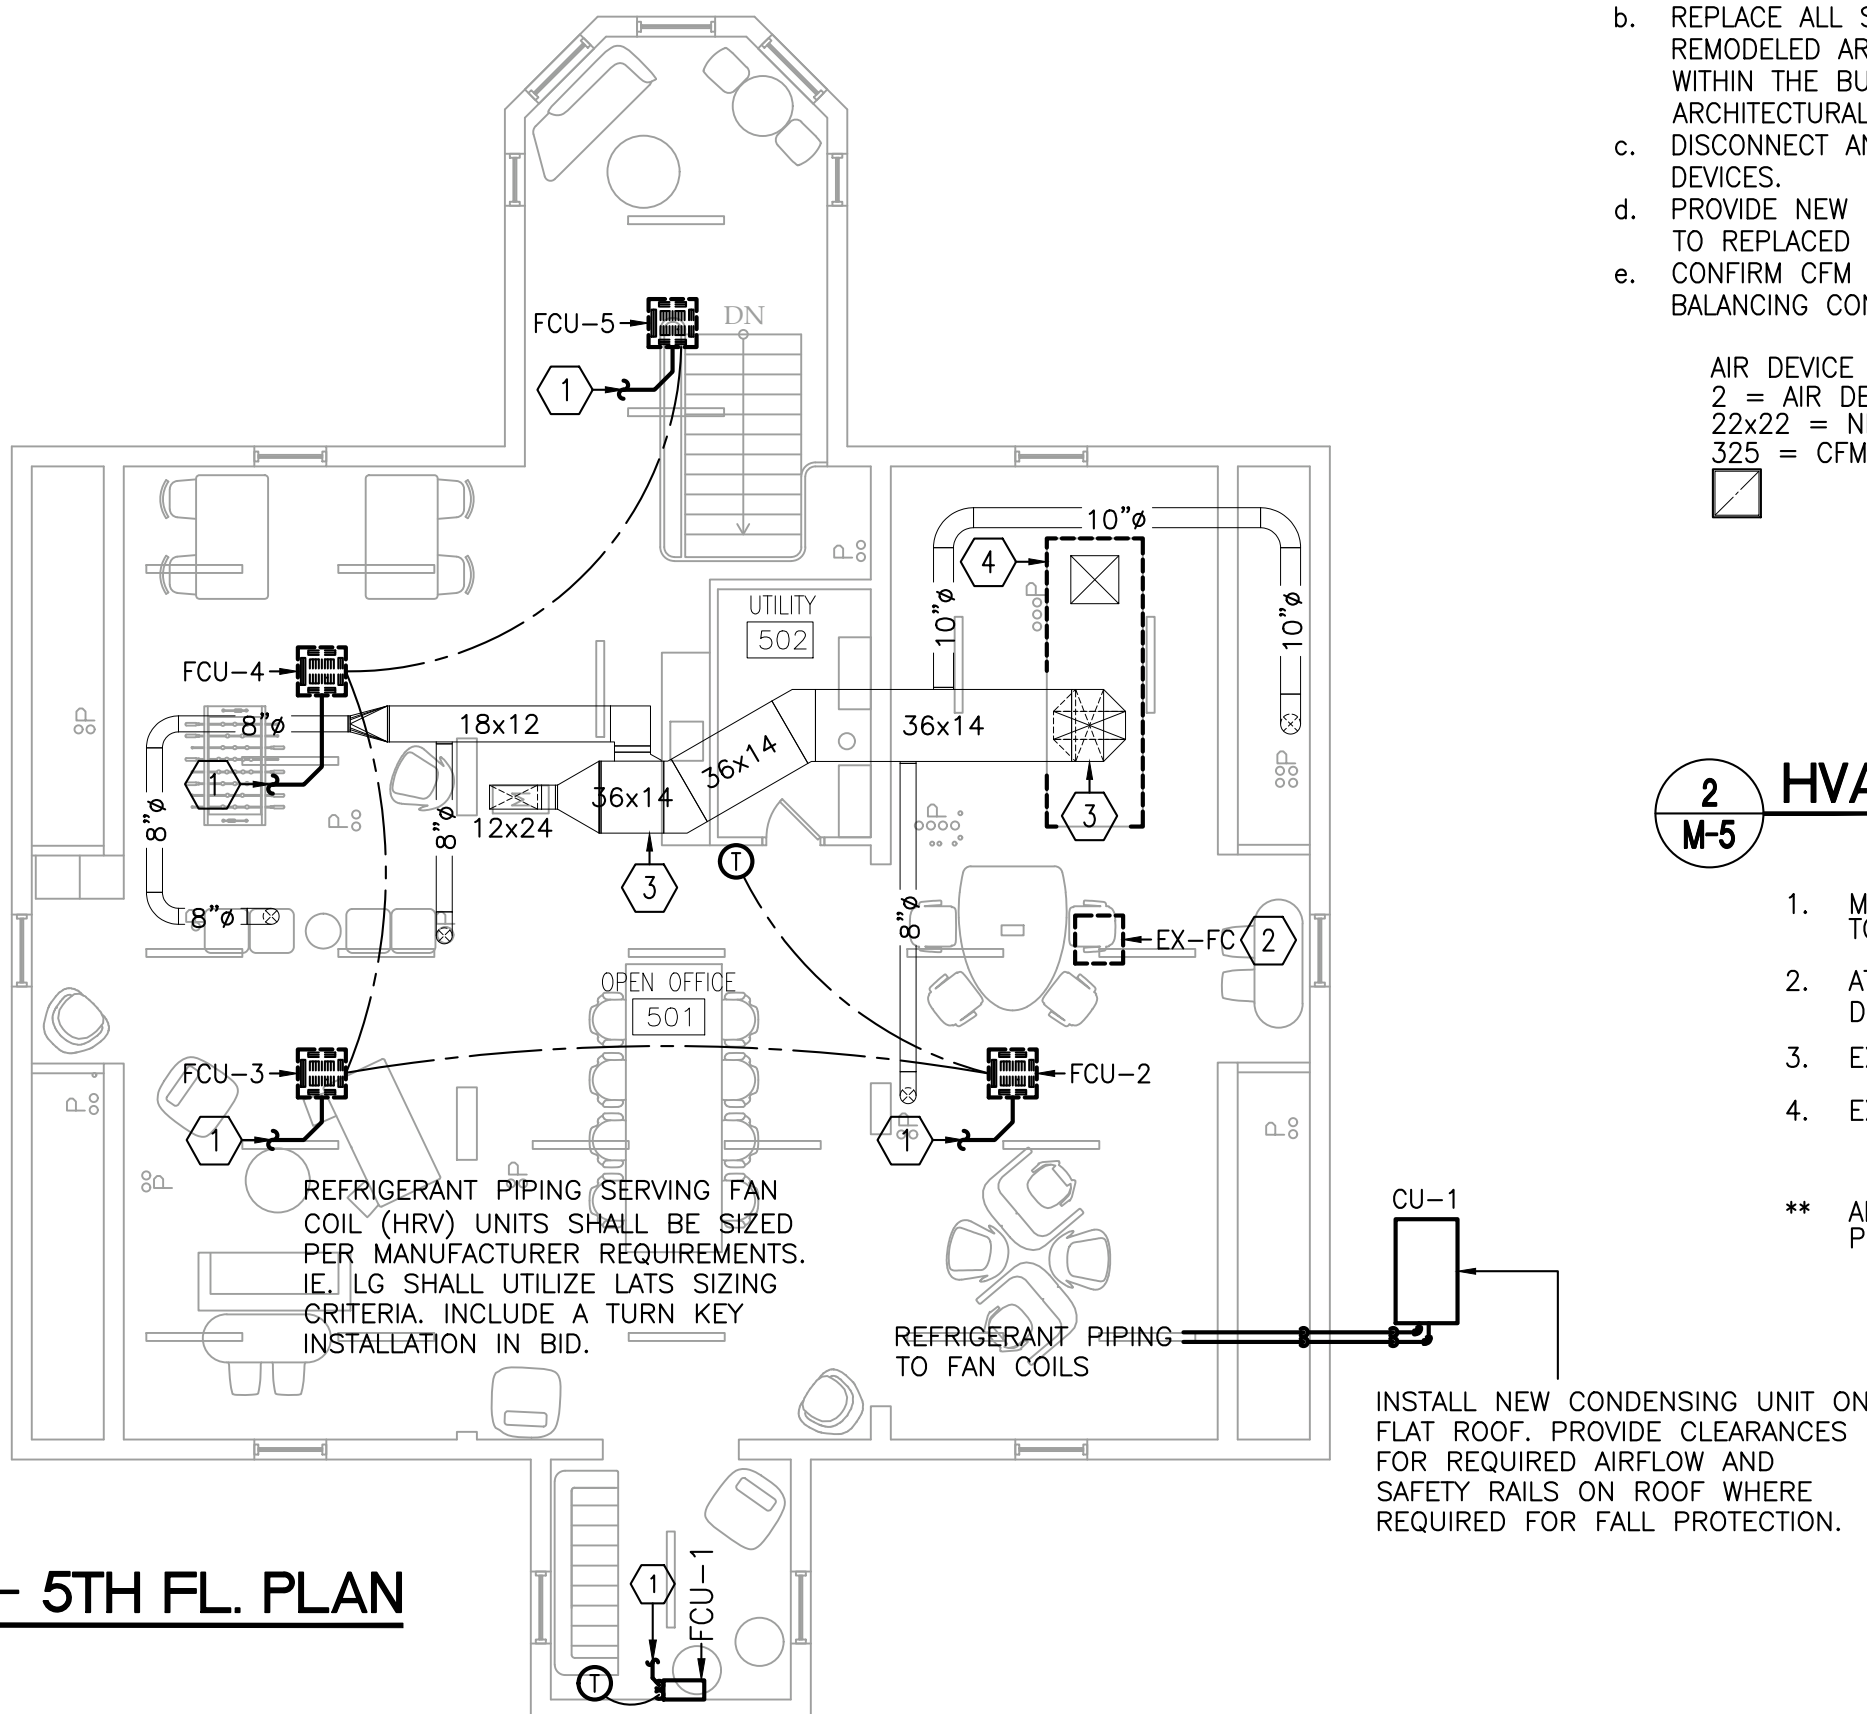 b. REPLACE ALL S
REMODELED AR
WITHIN THE BU
ARCHITECTURAL
c. DISCONNECT AN
DEVICES.
d. PROVIDE NEW
TO REPLACED
e. CONFIRM CFM
BALANCING CON
AIR DEVICE
2 = AIR DE
22x22 = N
325 = CFM
FCU-5
DN
1
10"ø
4
P
10"ø
P
10"ø
UTILITY
502
FCU-4
P
8"ø
18x12
36x14
36x14
1
8"ø
P
8"ø
12x24
36x14
3
P
3
P
2
M-5
HVA
T
8"ø
8"ø
EX-FC
2
1. M
TO
2. AT
D
3. EX
4. EX
OPEN OFFICE
501
FCU-3
FCU-2
P
1
1
P
P
P
P
REFRIGERANT PIPING SERVING FAN
COIL (HRV) UNITS SHALL BE SIZED
PER MANUFACTURER REQUIREMENTS.
IE. LG SHALL UTILIZE LATS SIZING
CRITERIA. INCLUDE A TURN KEY
INSTALLATION IN BID.
CU-1
**
P
REFRIGERANT PIPING
TO FAN COILS
INSTALL NEW CONDENSING UNIT ON
FLAT ROOF. PROVIDE CLEARANCES
FOR REQUIRED AIRFLOW AND
SAFETY RAILS ON ROOF WHERE
REQUIRED FOR FALL PROTECTION.
- 5TH FL. PLAN
1
FCU-1
T